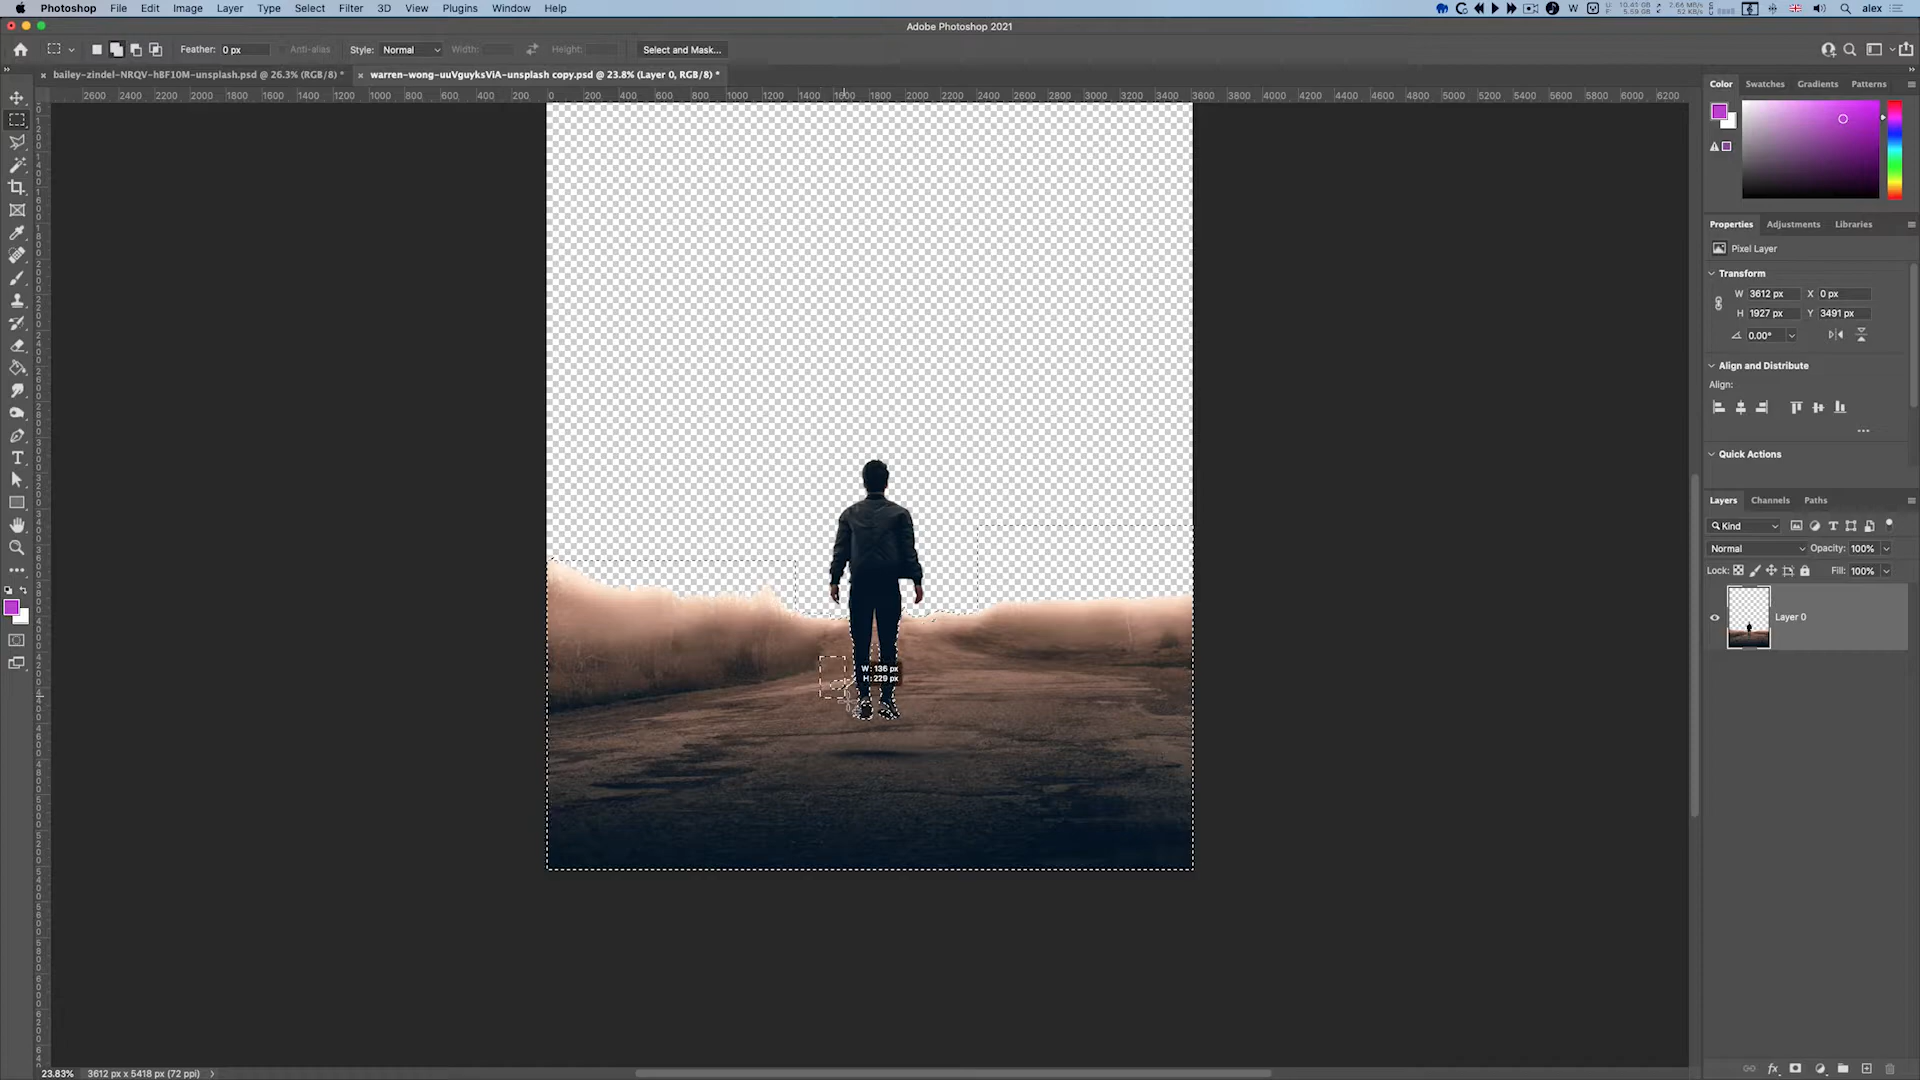 Photoshop File Edit Image Layer Type Select Filter 3D View Plugins Window Help
alex
Adobe Photoshop 2021
Feather: 0 px Anti-alias Style: Normal Width: Height: Select and Mask...
bailey-zindel-NRQV-hBF10M-unsplash.psd @ 26.3% (RGB/8) * warren-wong-uuVguyksViA-unsplash copy.psd @ 23.8% (Layer 0, RGB/8) *
2600 2400 2200 2000 1800 1600 1400 1200 1000 800 600 400 200 0 200 400 600 800 1000 1200 1400 1600 1800 2000 2200 2400 2600 2800 3000 3200 3400 3600 3800 4000 4200 4400 4600 4800 5000 5200 5400 5600 5800 6000 6200
Color Swatches Gradients Patterns
Properties Adjustments Libraries
Pixel Layer
Transform
W 3612 px X 0 px
H 1927 px Y 3491 px
0.00°
Align and Distribute
Align:
Quick Actions
Layers Channels Paths
Kind
Normal Opacity: 100%
Lock: Fill: 100%
Layer 0
W: 136 px
H: 229 px
23.83% 3612 px x 5418 px (72 ppi)